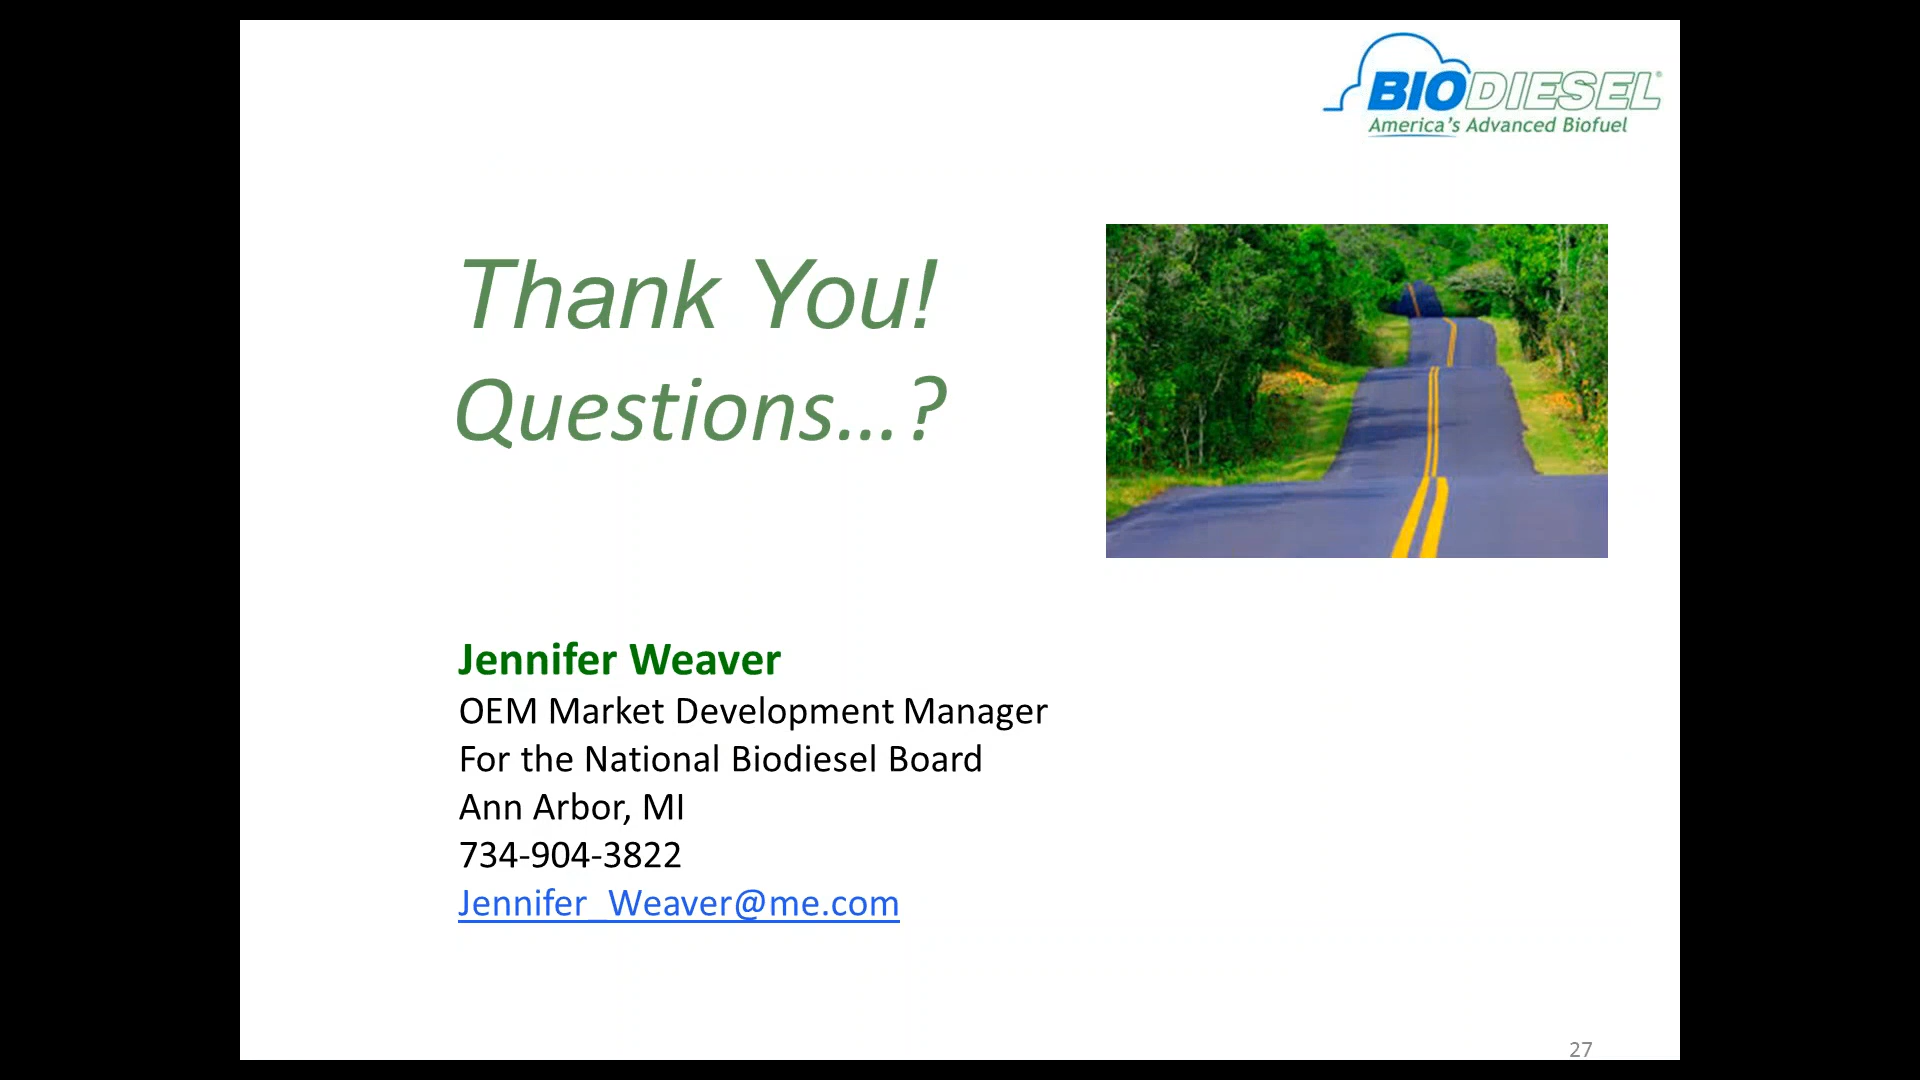 BIODIESEL®
America's Advanced Biofuel
Thank You!
Questions...?
Jennifer Weaver
OEM Market Development Manager
For the National Biodiesel Board
Ann Arbor, MI
734-904-3822
Jennifer_Weaver@me.com
27